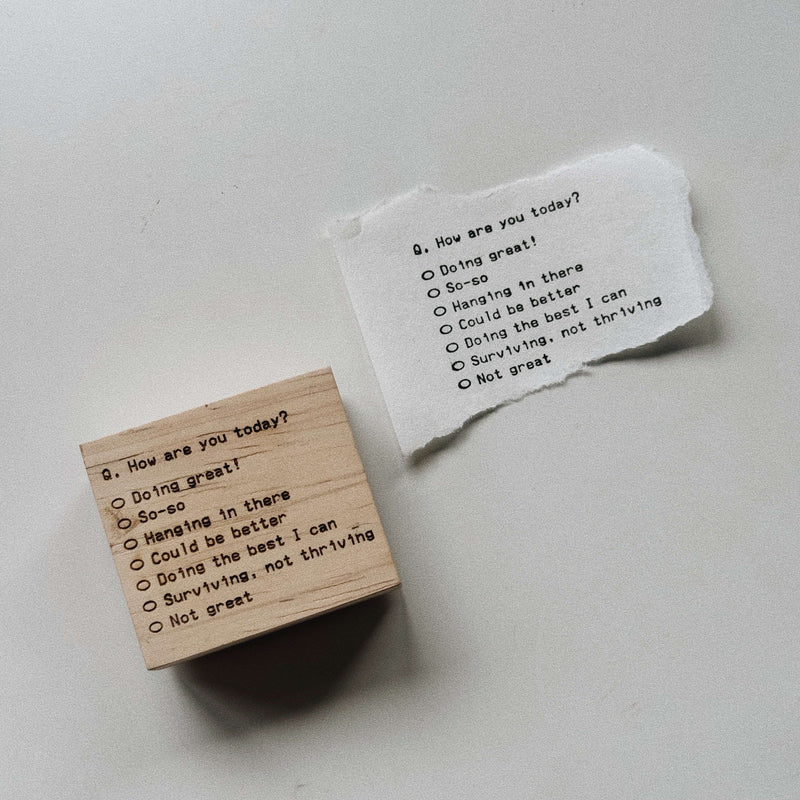 Q. How are you today?
O Doing great!
O So-so
O Hanging in there
O Could be better
O Doing the best I can
O Surviving, not thriving
O Not great
Q. How are you today?
O Doing great!
O So-so
O Hanging in there
O Could be better
O Doing the best I can
O Surviving, not thriving
O Not great